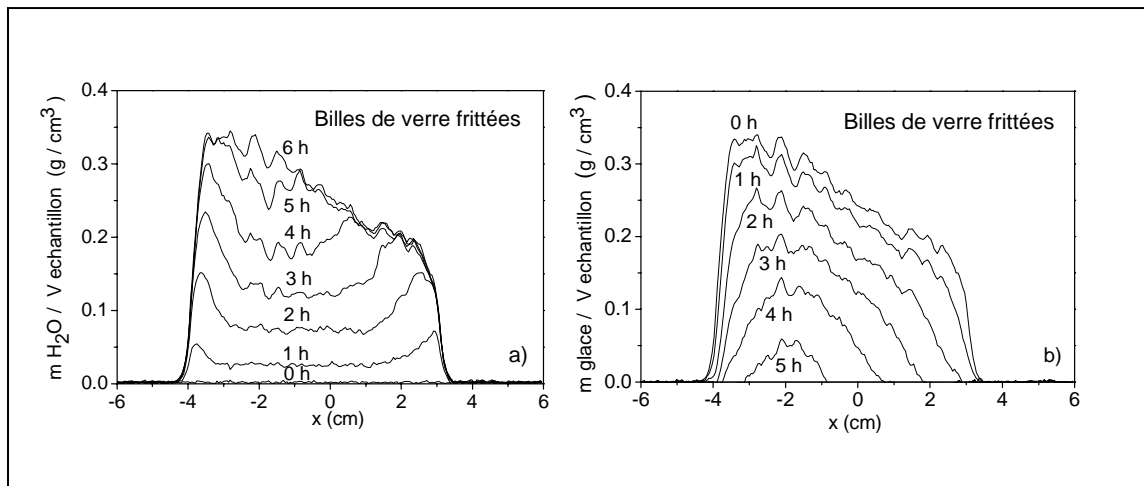 0.4
0.3
0.2
0.1
0.0
m H2O / V echantillon (g / cm3)
Billes de verre frittées
6 h
5 h
4 h
3 h
2 h
1 h
0 h
a)
-6 -4 -2 0 2 4 6
x (cm)
0.4
0.3
0.2
0.1
0.0
m glace / V echantillon (g / cm3)
Billes de verre frittées
0 h
1 h
2 h
3 h
4 h
5 h
b)
-6 -4 -2 0 2 4 6
x (cm)